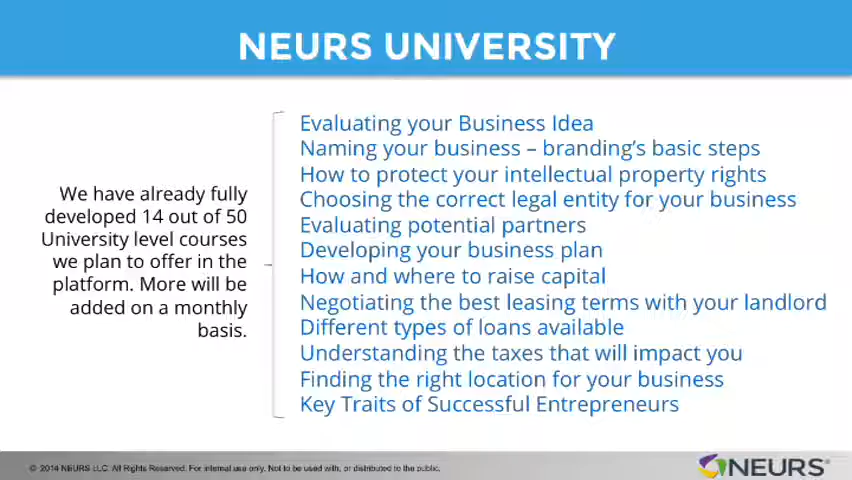 NEURS UNIVERSITY
We have already fully
developed 14 out of 50
University level courses
we plan to offer in the
platform. More will be
added on a monthly
basis.
Evaluating your Business Idea
Naming your business – branding's basic steps
How to protect your intellectual property rights
Choosing the correct legal entity for your business
Evaluating potential partners
Developing your business plan
How and where to raise capital
Negotiating the best leasing terms with your landlord
Different types of loans available
Understanding the taxes that will impact you
Finding the right location for your business
Key Traits of Successful Entrepreneurs
© 2014 NEURS LLC. All Rights Reserved. For internal use only. Not to be used with, or distributed to the public.
NEURS®